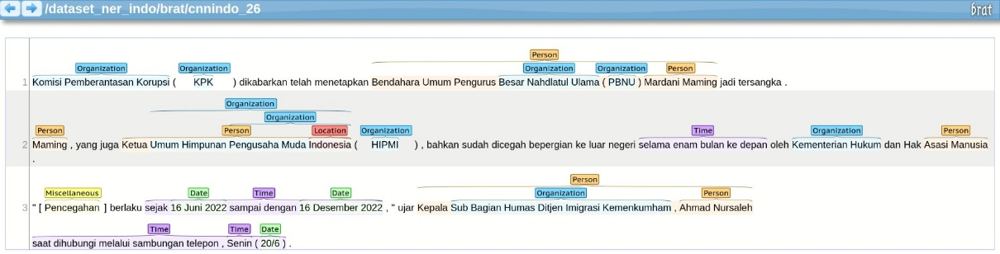 /dataset_ner_indo/brat/cnnindo_26 brat
Person
Organization Organization Organization Organization Person
1 Komisi Pemberantasan Korupsi ( KPK ) dikabarkan telah menetapkan Bendahara Umum Pengurus Besar Nahdlatul Ulama ( PBNU ) Mardani Maming jadi tersangka .
Organization
Organization
Person Person Location Organization Time Organization Person
2 Maming , yang juga Ketua Umum Himpunan Pengusaha Muda Indonesia ( HIPMI ) , bahkan sudah dicegah bepergian ke luar negeri selama enam bulan ke depan oleh Kementerian Hukum dan Hak Asasi Manusia
.
Person
Miscellaneous Date Time Date Organization Person
3 " [ Pencegahan ] berlaku sejak 16 Juni 2022 sampai dengan 16 Desember 2022 , " ujar Kepala Sub Bagian Humas Ditjen Imigrasi Kemenkumham , Ahmad Nursaleh
Time Time Date
saat dihubungi melalui sambungan telepon , Senin ( 20/6 ) .